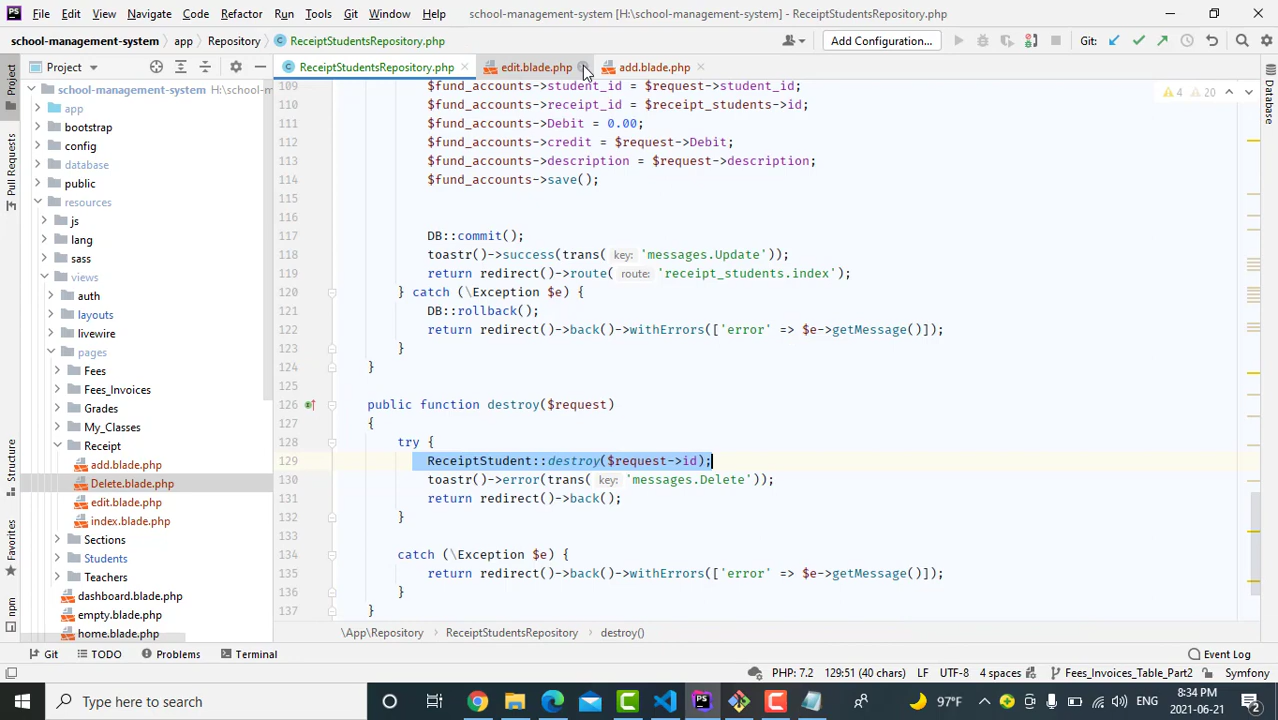 PS File Edit View Navigate Code Refactor Run Tools Git Window Help school-management-system [H:\school-management-system] - ReceiptStudentsRepository.php
school-management-system app Repository ReceiptStudentsRepository.php Add Configuration... Git:
Project ReceiptStudentsRepository.php edit.blade.php add.blade.php
Project
Pull Requests
Structure
Favorites
npm
Database
school-management-system H:\s
app
bootstrap
config
database
public
resources
js
lang
sass
views
auth
layouts
livewire
pages
Fees
Fees_Invoices
Grades
My_Classes
Receipt
add.blade.php
Delete.blade.php
edit.blade.php
index.blade.php
Sections
Students
Teachers
dashboard.blade.php
empty.blade.php
home.blade.php
4 20
109 $fund_accounts->student_id = $request->student_id;
110 $fund_accounts->receipt_id = $receipt_students->id;
111 $fund_accounts->Debit = 0.00;
112 $fund_accounts->credit = $request->Debit;
113 $fund_accounts->description = $request->description;
114 $fund_accounts->save();
115
116
117 DB::commit();
118 toastr()->success(trans( key: 'messages.Update'));
119 return redirect()->route( route: 'receipt_students.index');
120 } catch (\Exception $e) {
121 DB::rollback();
122 return redirect()->back()->withErrors(['error' => $e->getMessage()]);
123 }
124 }
125
126 public function destroy($request)
127 {
128 try {
129 ReceiptStudent::destroy($request->id);
130 toastr()->error(trans( key: 'messages.Delete'));
131 return redirect()->back();
132 }
133
134 catch (\Exception $e) {
135 return redirect()->back()->withErrors(['error' => $e->getMessage()]);
136 }
137 }
\App\Repository ReceiptStudentsRepository destroy()
Git TODO Problems Terminal Event Log
PHP: 7.2 129:51 (40 chars) LF UTF-8 4 spaces Fees_Invoices_Table_Part2 Symfony
Type here to search 97°F ENG 8:34 PM
2021-06-21 2